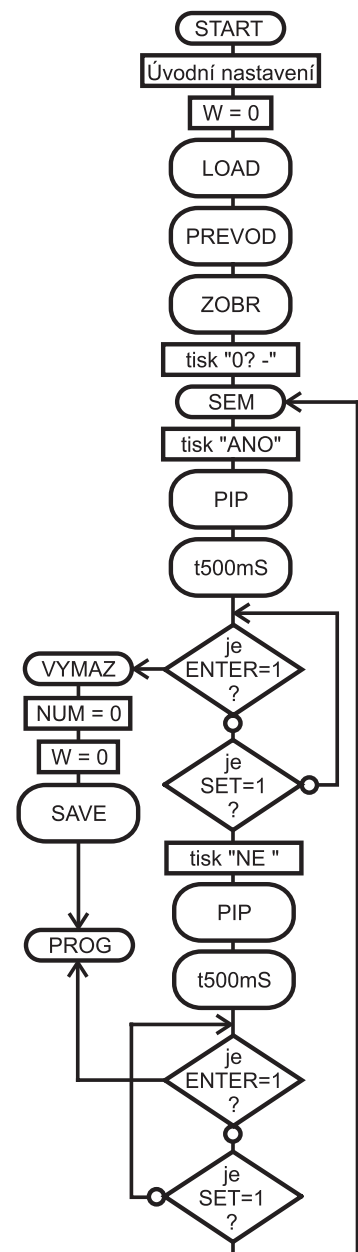 START
Úvodní nastavení
W = 0
LOAD
PREVOD
ZOBR
tisk "0? -"
SEM
tisk "ANO"
PIP
t500mS
je
ENTER=1
?
VYMAZ
NUM = 0
W = 0
SAVE
PROG
je
SET=1
?
tisk "NE "
PIP
t500mS
je
ENTER=1
?
je
SET=1
?